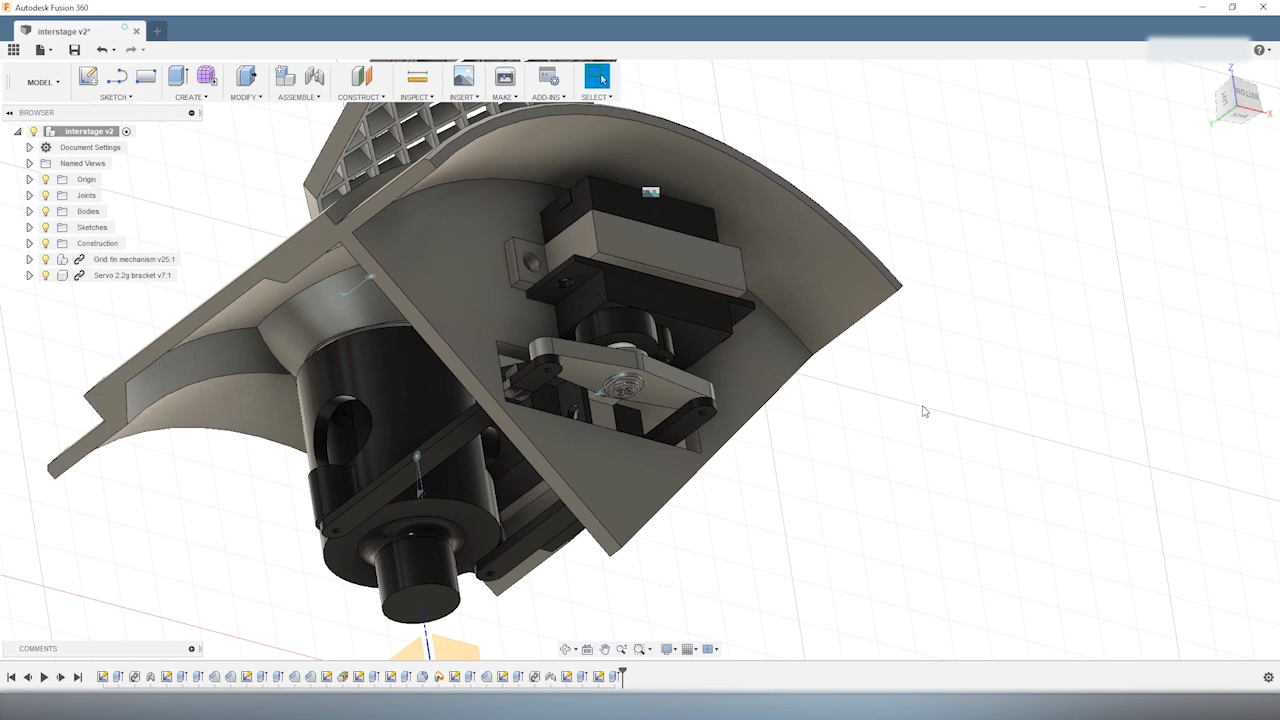 Autodesk Fusion 360
interstage v2*
MODEL
SKETCH
CREATE
MODIFY
ASSEMBLE
CONSTRUCT
INSPECT
INSERT
MAKE
ADD-INS
SELECT
BROWSER
interstage v2
Document Settings
Named Views
Origin
Joints
Bodies
Sketches
Construction
Grid fin mechanism v25:1
Servo 2.2g bracket v7:1
Z
X
Y
LEFT
BOTTOM
COMMENTS